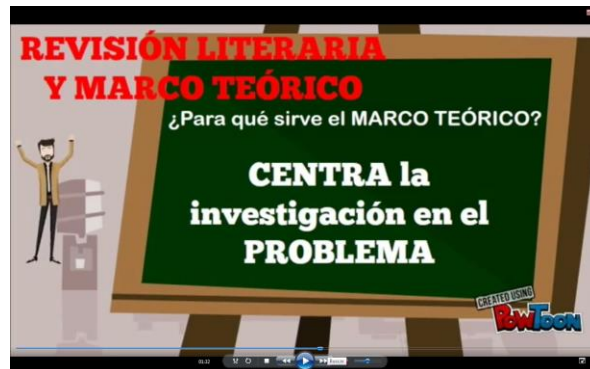 REVISIÓN LITERARIA
Y MARCO TEÓRICO
¿Para qué sirve el MARCO TEÓRICO?
CENTRA la
investigación en el
PROBLEMA
CREATED USING
POWTOON